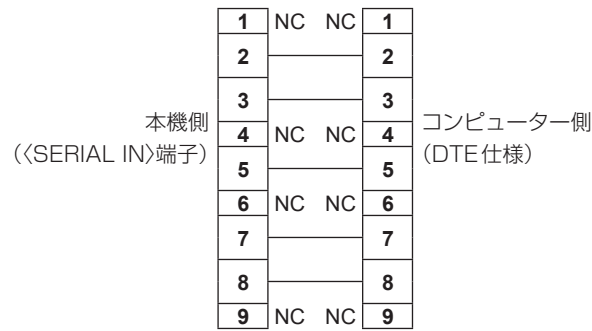 1 NC NC 1
2 2
3 3
本機側
(〈SERIAL IN〉端子)
4 NC NC 4
コンピューター側
(DTE仕様)
5 5
6 NC NC 6
7 7
8 8
9 NC NC 9